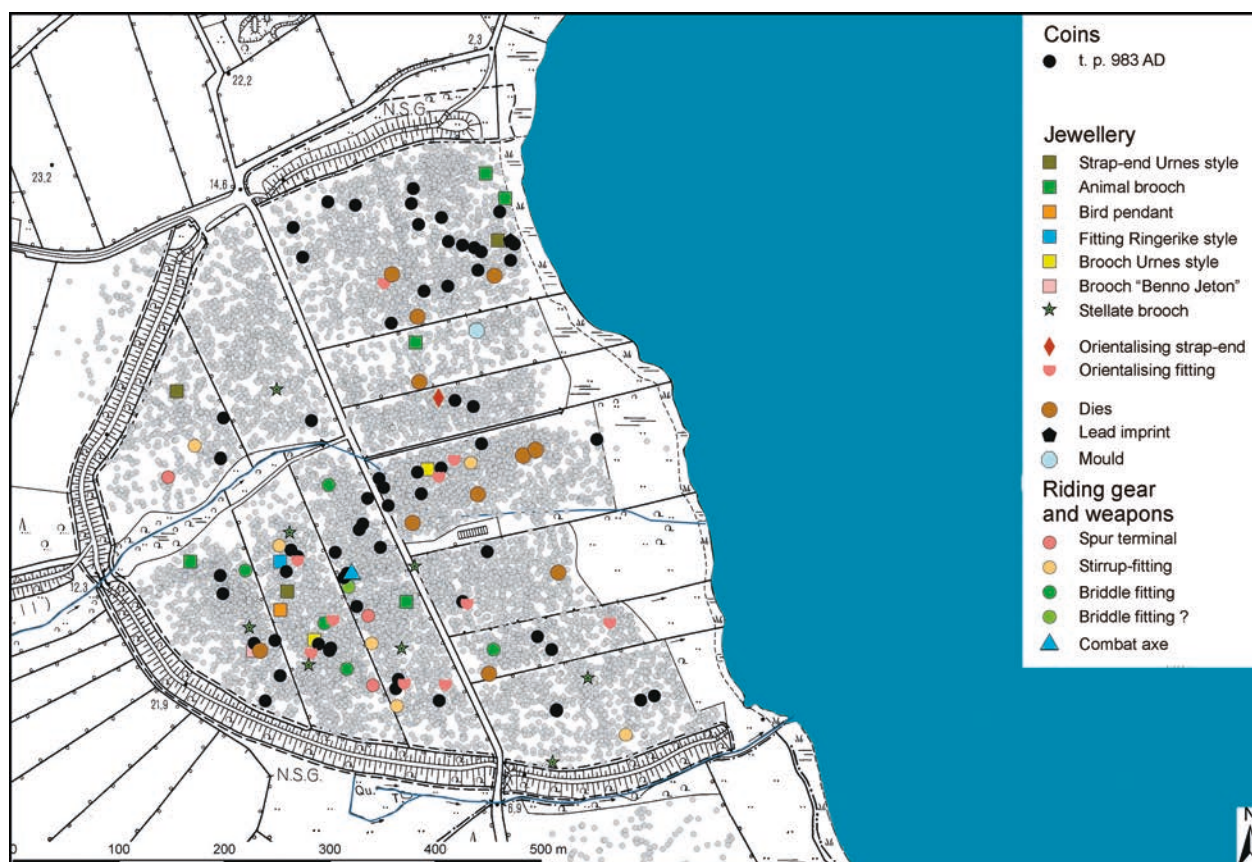 2,3
22,2
N.S.G.
23,2
14,6
12,3
21,9
N.S.G.
Qu.
T
6,9
0 100 200 300 400 500 m
N
Coins
t. p. 983 AD
Jewellery
Strap-end Urnes style
Animal brooch
Bird pendant
Fitting Ringerike style
Brooch Urnes style
Brooch “Benno Jeton”
Stellate brooch
Orientalising strap-end
Orientalising fitting
Dies
Lead imprint
Mould
Riding gear
and weapons
Spur terminal
Stirrup-fitting
Briddle fitting
Briddle fitting ?
Combat axe